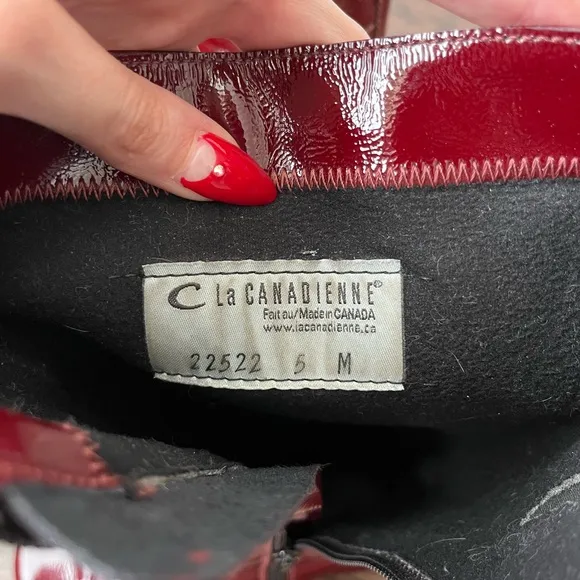 C La CANADIENNE®
Fait au/Made in CANADA
www.lacanadienne.ca
22522 5 M